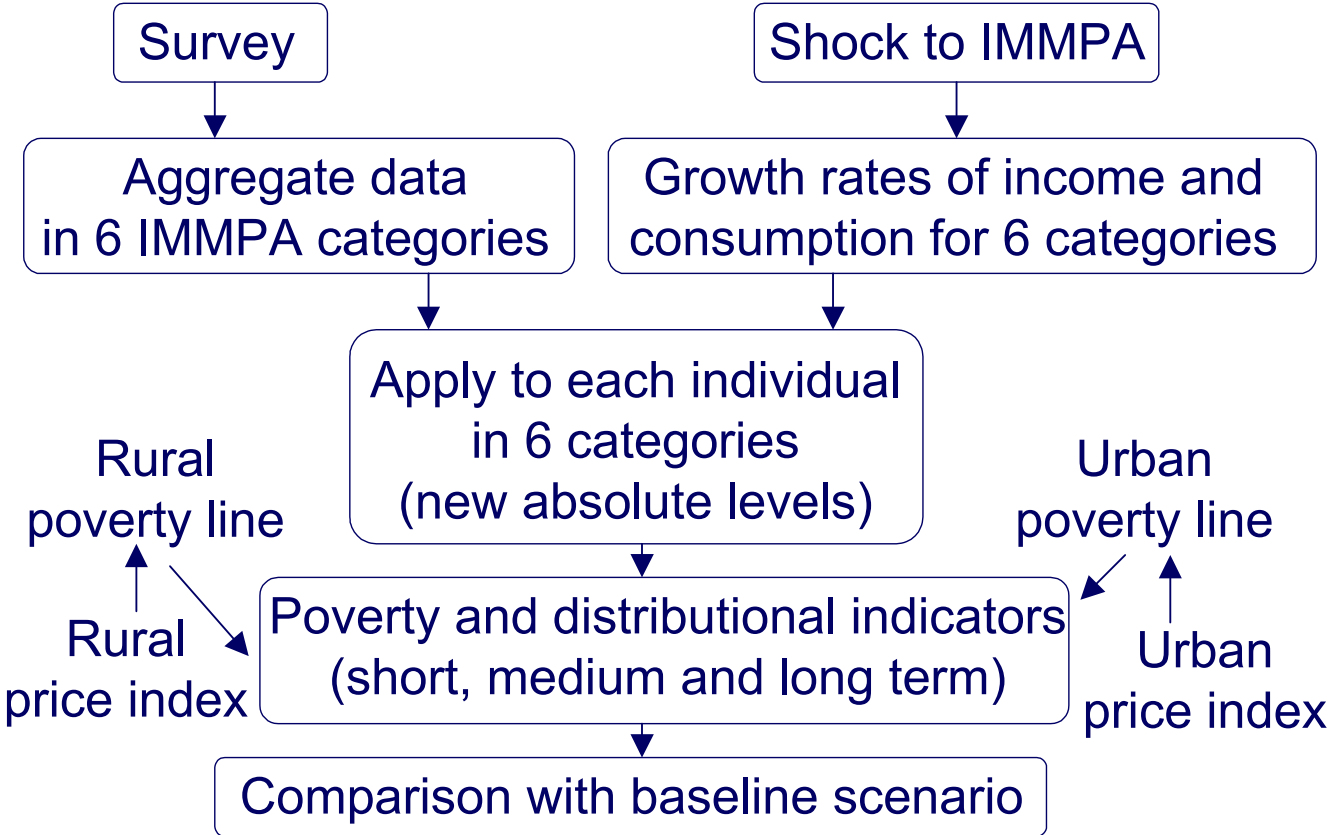 Survey
Shock to IMMPA
Aggregate data
in 6 IMMPA categories
Growth rates of income and
consumption for 6 categories
Apply to each individual
in 6 categories
(new absolute levels)
Rural
poverty line
Urban
poverty line
Rural
price index
Poverty and distributional indicators
(short, medium and long term)
Urban
price index
Comparison with baseline scenario